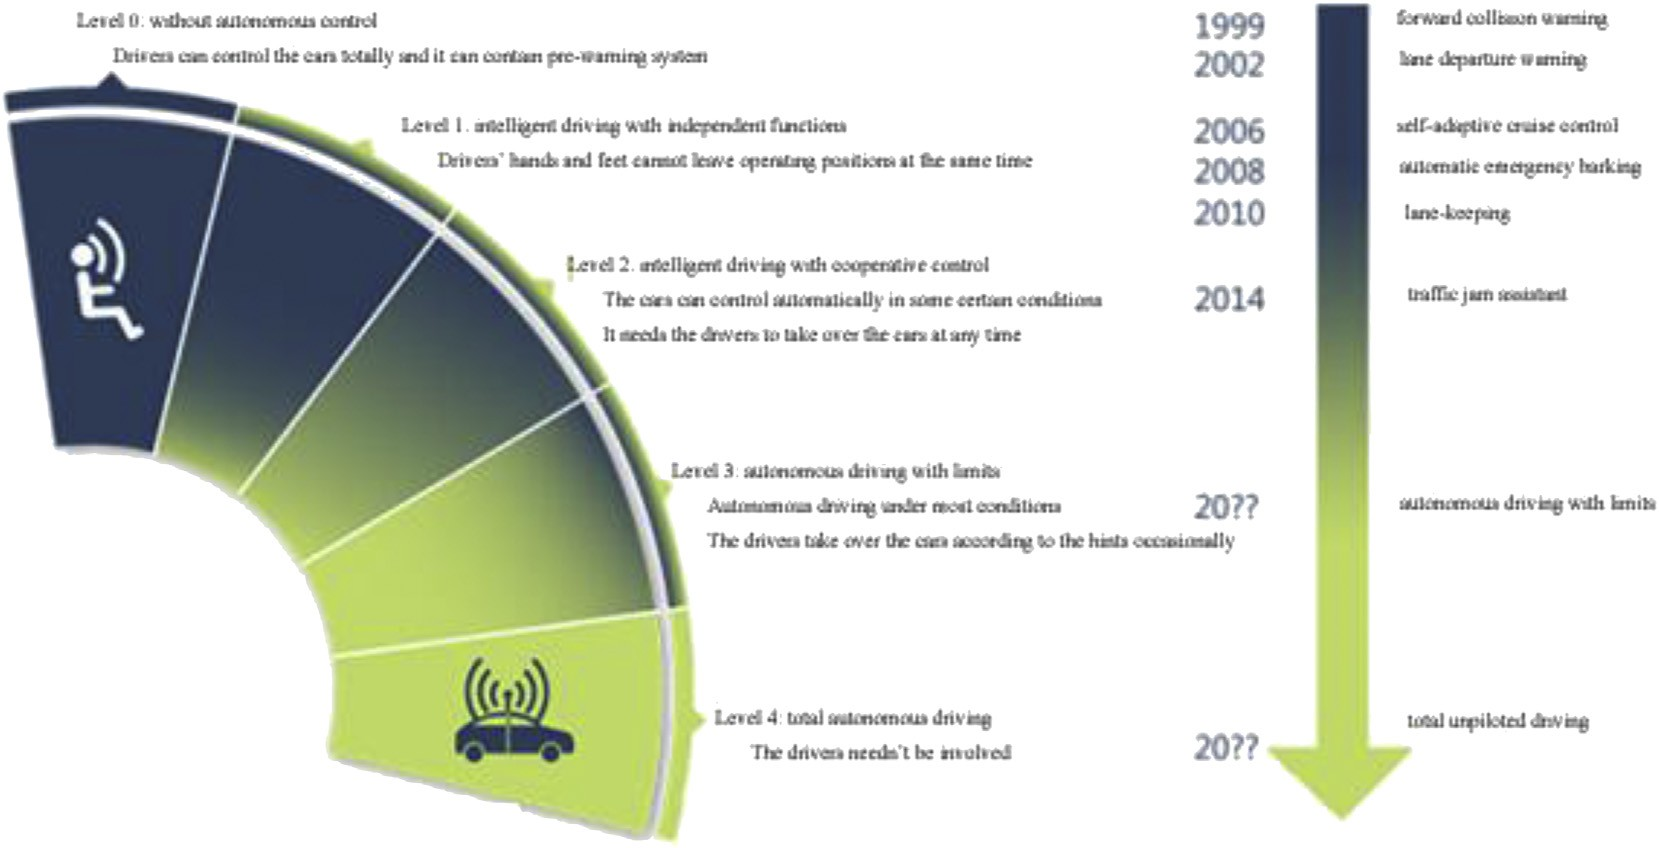 Level 0: without autonomous control
Drivers can control the cars totally and it can contain pre-warning system
Level 1. intelligent driving with independent functions
Drivers' hands and feet cannot leave operating positions at the same time
Level 2. intelligent driving with cooperative control
The cars can control automatically in some certain conditions
It needs the drivers to take over the cars at any time
Level 3: autonomous driving with limits
Autonomous driving under most conditions
The drivers take over the cars according to the hints occasionally
Level 4: total autonomous driving
The drivers needn't be involved
1999 forward collison warning
2002 lane departure warning
2006 self-adaptive cruise control
2008 automatic emergency barking
2010 lane-keeping
2014 traffic jam assistant
20?? autonomous driving with limits
20?? total unpiloted driving